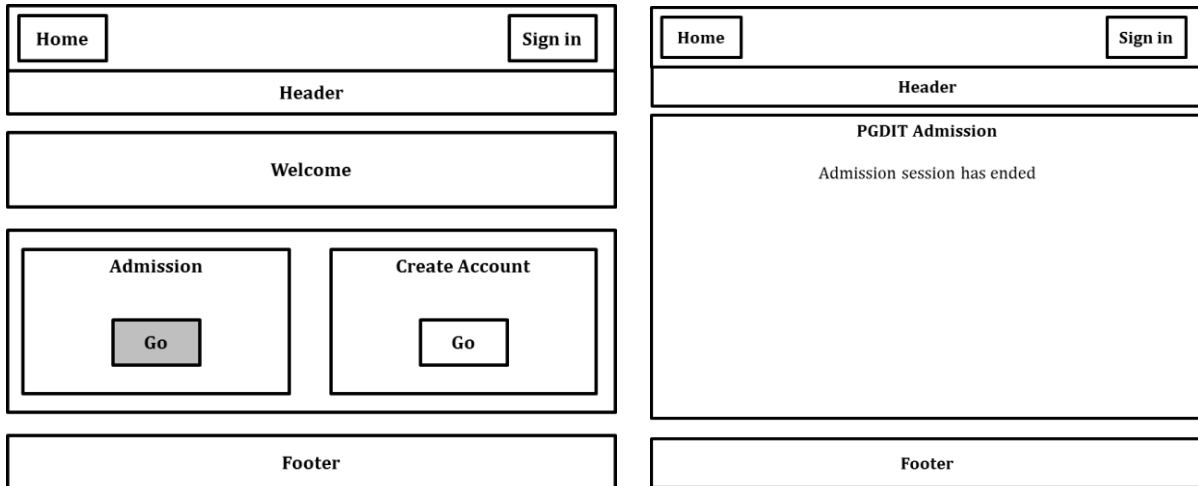 Home
Sign in
Header
Welcome
Admission
Go
Create Account
Go
Footer
Home
Sign in
Header
PGDIT Admission
Admission session has ended
Footer